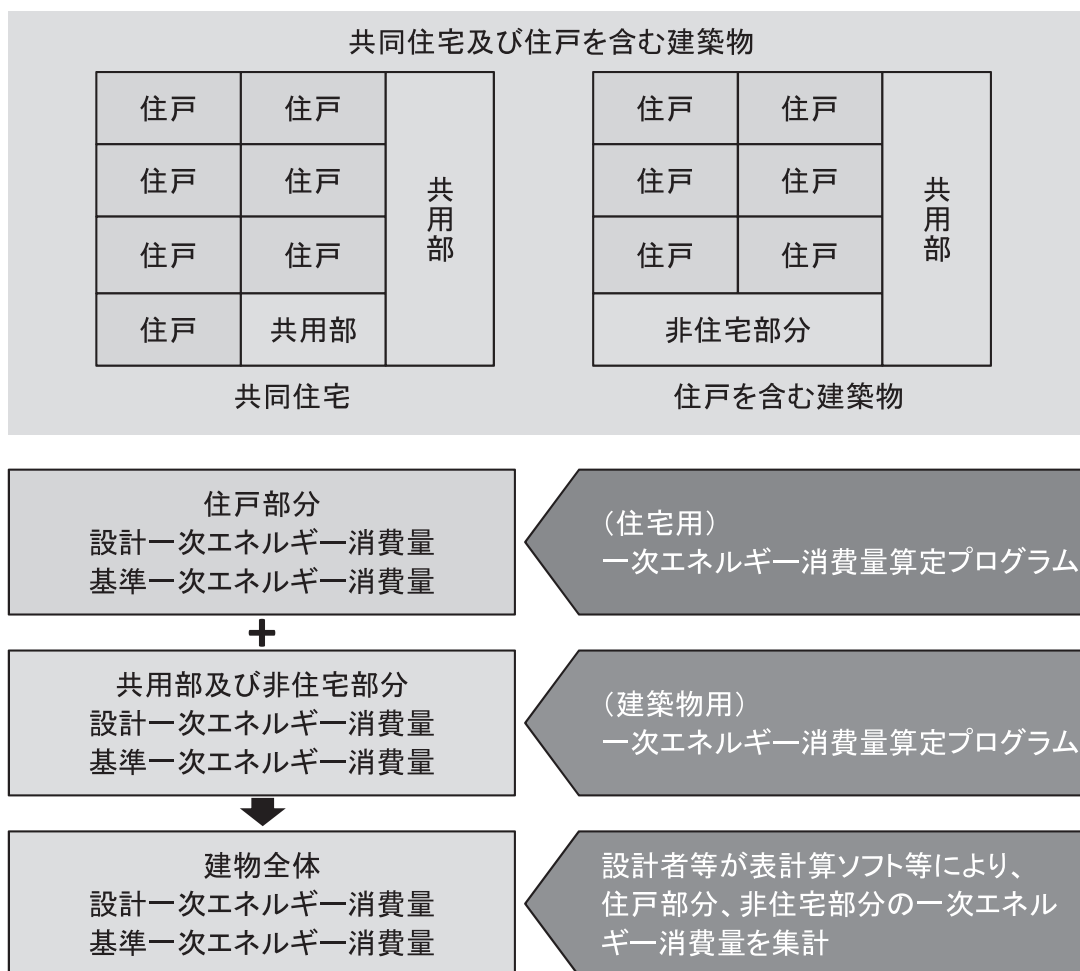 共同住宅及び住戸を含む建築物
住戸 住戸
住戸 住戸
住戸 住戸
住戸 共用部
共用部
共同住宅
住戸 住戸
住戸 住戸
住戸 住戸
非住宅部分
共用部
住戸を含む建築物
住戸部分
設計一次エネルギー消費量
基準一次エネルギー消費量
（住宅用）
一次エネルギー消費量算定プログラム
+
共用部及び非住宅部分
設計一次エネルギー消費量
基準一次エネルギー消費量
（建築物用）
一次エネルギー消費量算定プログラム
建物全体
設計一次エネルギー消費量
基準一次エネルギー消費量
設計者等が表計算ソフト等により、
住戸部分、非住宅部分の一次エネル
ギー消費量を集計